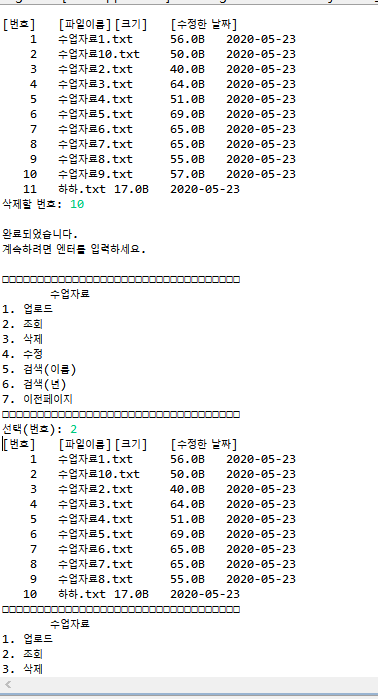 [번호] [파일이름] [크기] [수정한 날짜]
1 수업자료1.txt 56.0B 2020-05-23
2 수업자료10.txt 50.0B 2020-05-23
3 수업자료2.txt 40.0B 2020-05-23
4 수업자료3.txt 64.0B 2020-05-23
5 수업자료4.txt 51.0B 2020-05-23
6 수업자료5.txt 69.0B 2020-05-23
7 수업자료6.txt 65.0B 2020-05-23
8 수업자료7.txt 65.0B 2020-05-23
9 수업자료8.txt 55.0B 2020-05-23
10 수업자료9.txt 57.0B 2020-05-23
11 하하.txt 17.0B 2020-05-23
삭제할 번호: 10
완료되었습니다.
계속하려면 엔터를 입력하세요.
□□□□□□□□□□□□□□□□□□□□□□□□□□□□□□□□□□
수업자료
1. 업로드
2. 조회
3. 삭제
4. 수정
5. 검색(이름)
6. 검색(년)
7. 이전페이지
□□□□□□□□□□□□□□□□□□□□□□□□□□□□□□□□□□
선택(번호): 2
[번호] [파일이름] [크기] [수정한 날짜]
1 수업자료1.txt 56.0B 2020-05-23
2 수업자료10.txt 50.0B 2020-05-23
3 수업자료2.txt 40.0B 2020-05-23
4 수업자료3.txt 64.0B 2020-05-23
5 수업자료4.txt 51.0B 2020-05-23
6 수업자료5.txt 69.0B 2020-05-23
7 수업자료6.txt 65.0B 2020-05-23
8 수업자료7.txt 65.0B 2020-05-23
9 수업자료8.txt 55.0B 2020-05-23
10 하하.txt 17.0B 2020-05-23
□□□□□□□□□□□□□□□□□□□□□□□□□□□□□□□□□□
수업자료
1. 업로드
2. 조회
3. 삭제